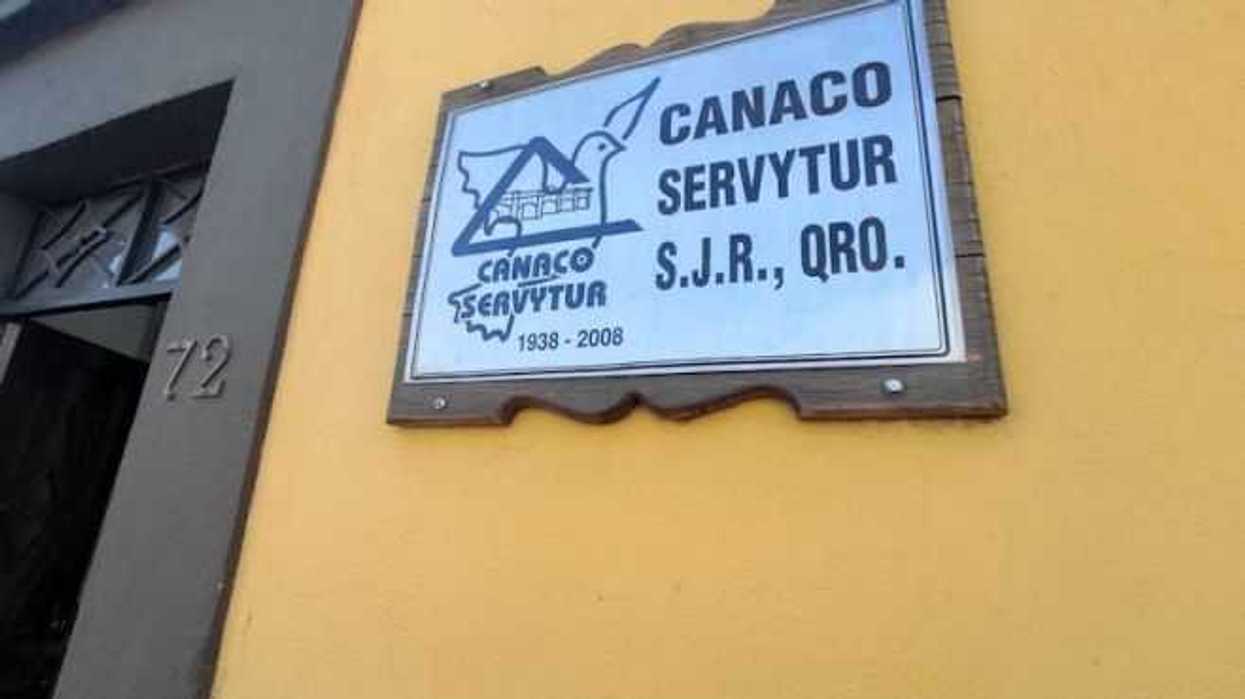 72
CANACO
SERVYTUR
S.J.R., QRO.
CANACO
SERVYTUR
1938 - 2008